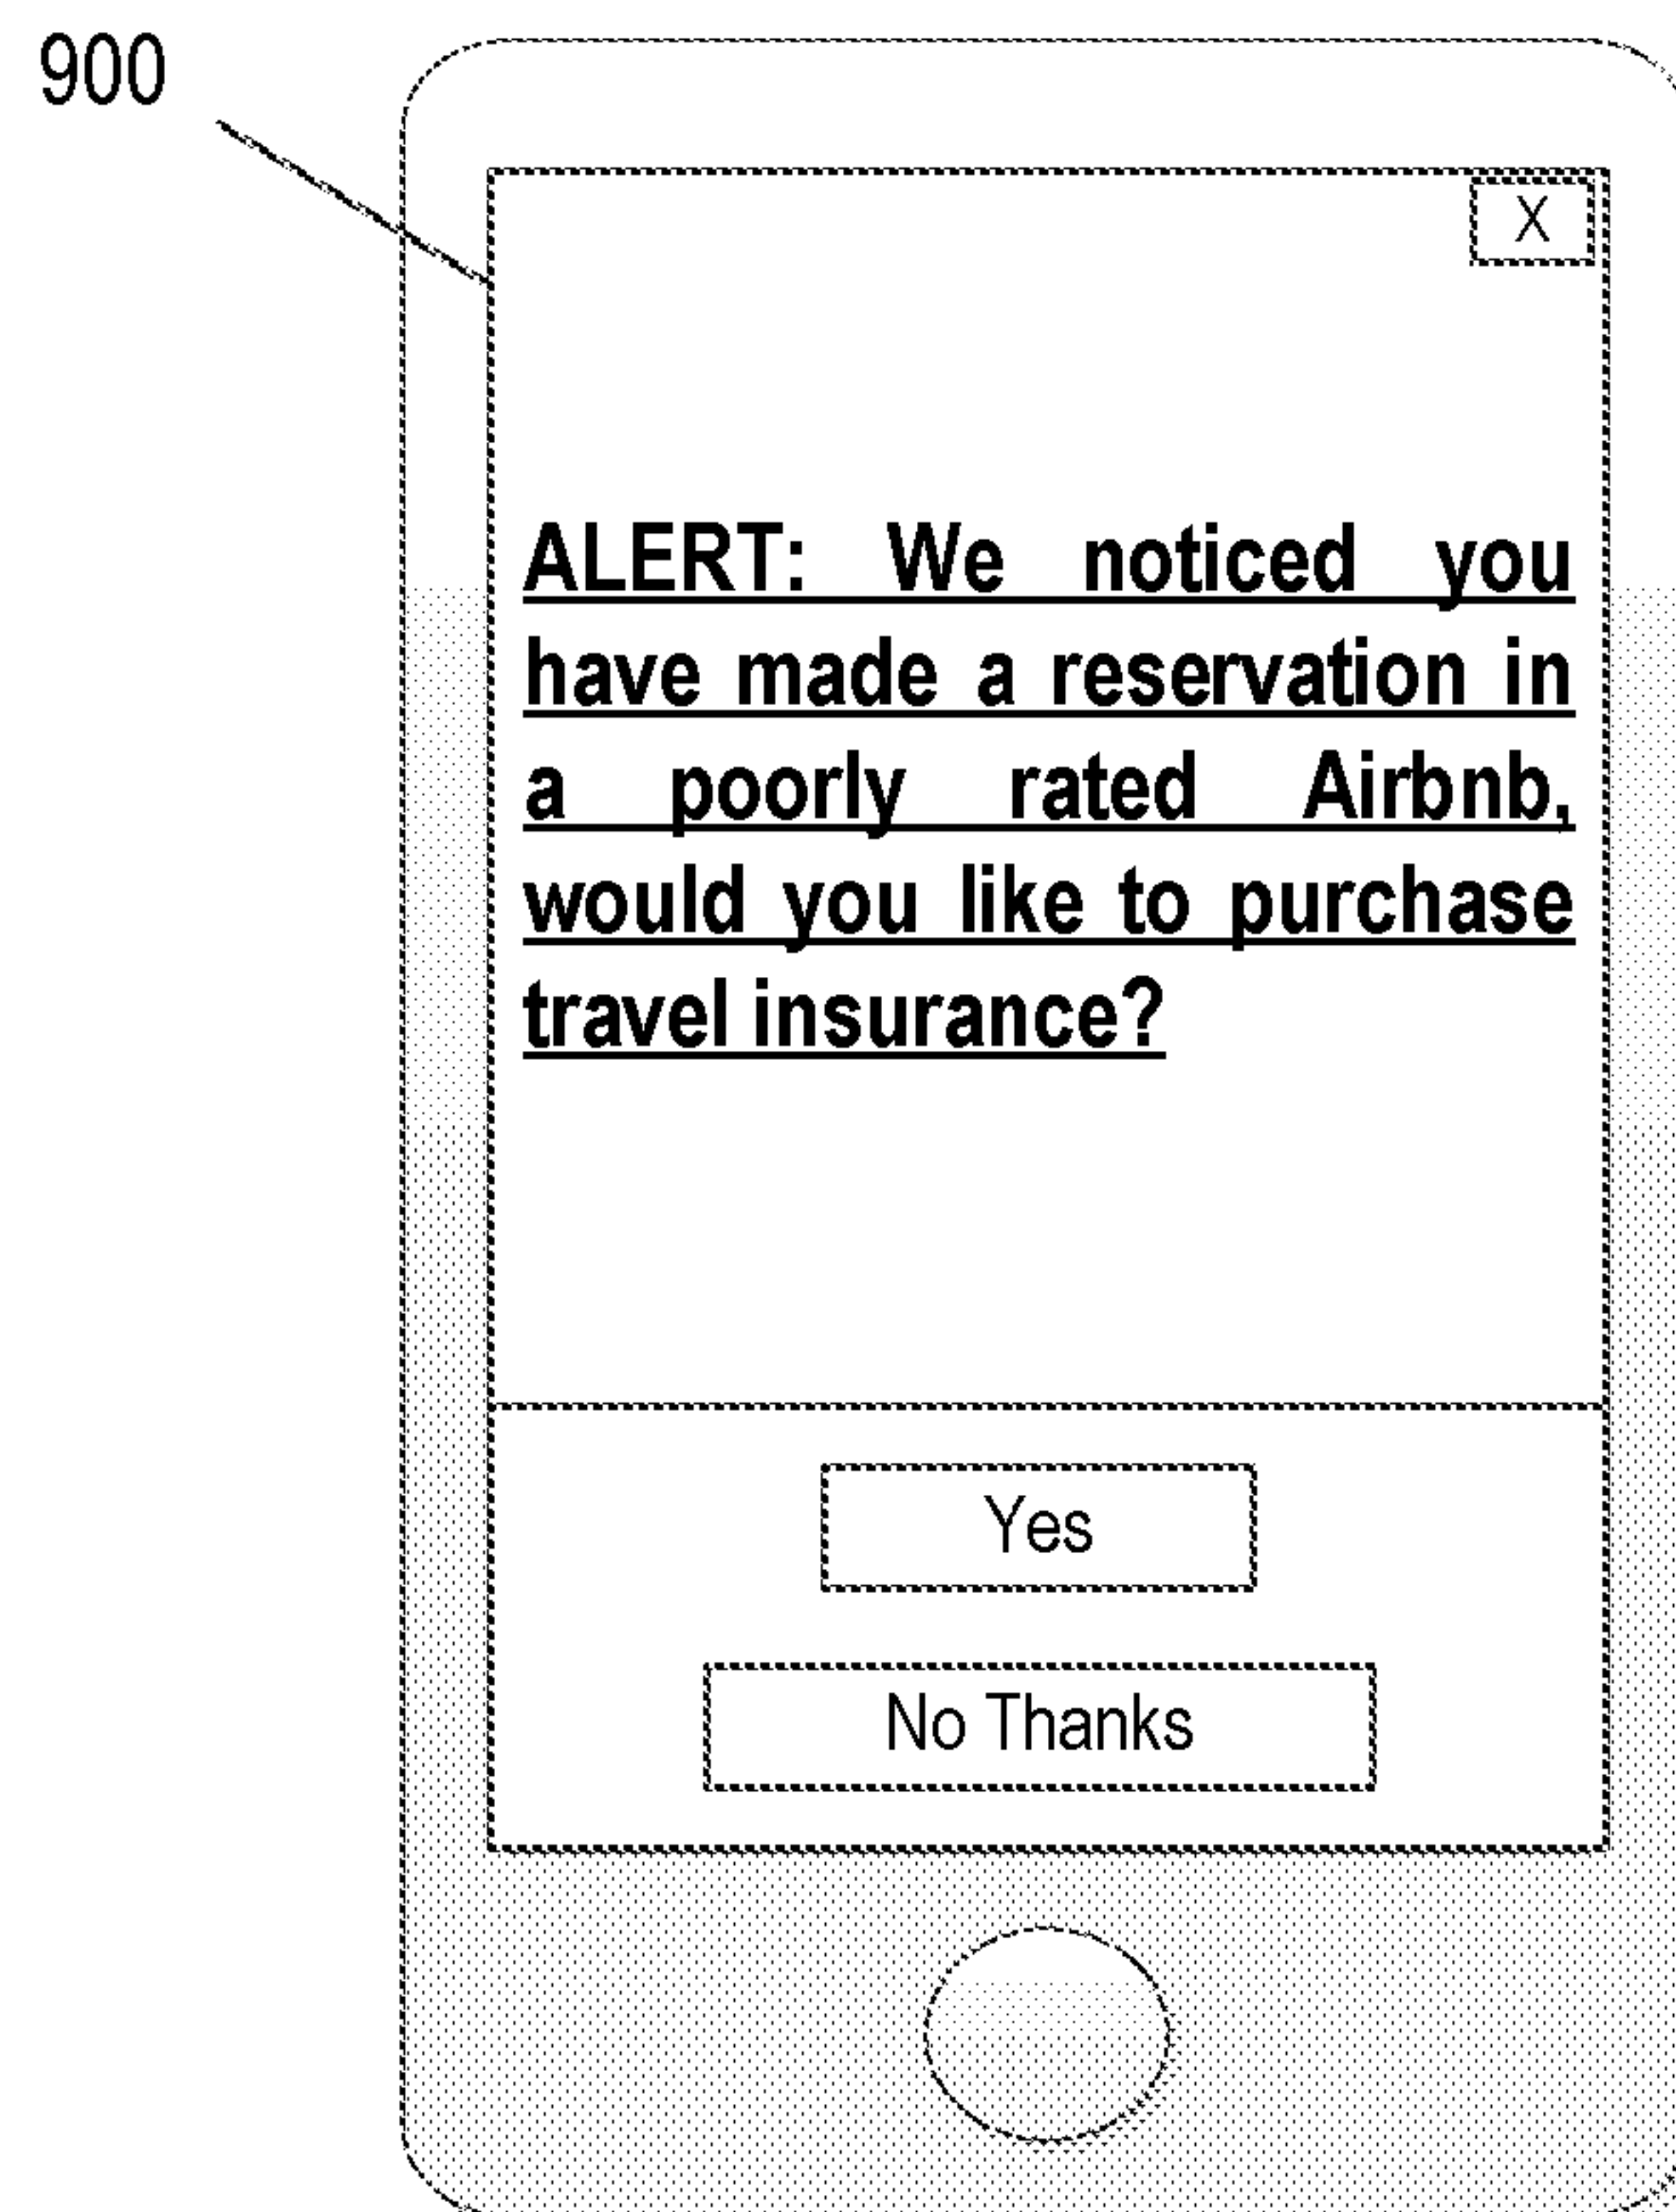 900
X
ALERT: We noticed you
have made a reservation in
a poorly rated Airbnb,
would you like to purchase
travel insurance?
Yes
No Thanks